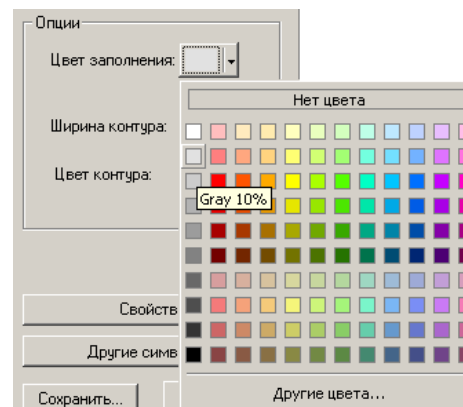 Опции
Цвет заполнения:
Нет цвета
Ширина контура:
Цвет контура:
Gray 10%
Свойств
Другие симв
Другие цвета...
Сохранить...